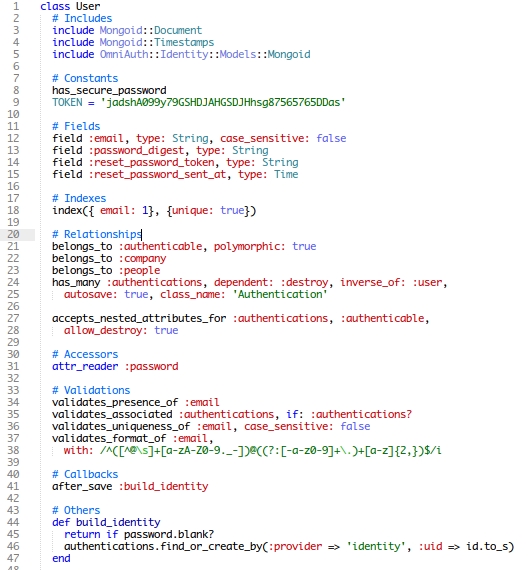 1 class User
2 # Includes
3 include Mongoid::Document
4 include Mongoid::Timestamps
5 include OmniAuth::Identity::Models::Mongoid
6
7 # Constants
8 has_secure_password
9 TOKEN = 'jadshA099y79GSHDJAHGSDJHhsg87565765DDas'
10
11 # Fields
12 field :email, type: String, case_sensitive: false
13 field :password_digest, type: String
14 field :reset_password_token, type: String
15 field :reset_password_sent_at, type: Time
16
17 # Indexes
18 index({ email: 1}, {unique: true})
19
20 # Relationships
21 belongs_to :authenticable, polymorphic: true
22 belongs_to :company
23 belongs_to :people
24 has_many :authentications, dependent: :destroy, inverse_of: :user,
25 autosave: true, class_name: 'Authentication'
26
27 accepts_nested_attributes_for :authentications, :authenticable,
28 allow_destroy: true
29
30 # Accessors
31 attr_reader :password
32
33 # Validations
34 validates_presence_of :email
35 validates_associated :authentications, if: :authentications?
36 validates_uniqueness_of :email, case_sensitive: false
37 validates_format_of :email,
38 with: /^([^@\s]+[a-zA-Z0-9._-])@((?:[-a-z0-9]+\.)+[a-z]{2,})$/i
39
40 # Callbacks
41 after_save :build_identity
42
43 # Others
44 def build_identity
45 return if password.blank?
46 authentications.find_or_create_by(:provider => 'identity', :uid => id.to_s)
47 end
48